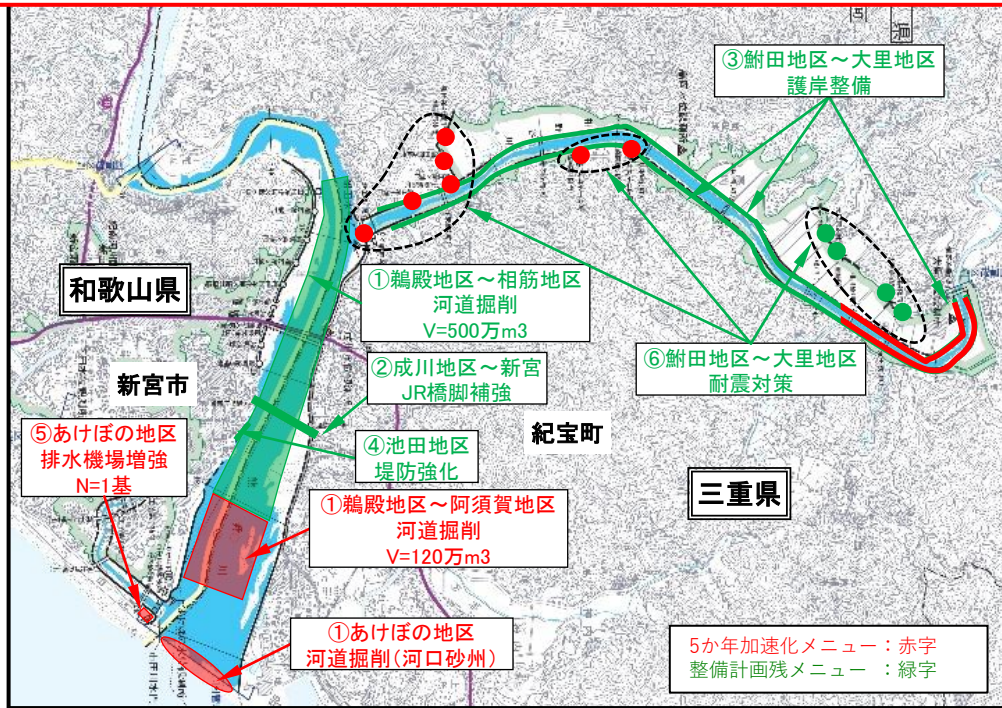 県
③鮒田地区～大里地区
護岸整備
和歌山県
①鵜殿地区～相筋地区
河道掘削
V=500万m3
新宮市
②成川地区～新宮
JR橋脚補強
⑥鮒田地区～大里地区
耐震対策
紀宝町
⑤あけぼの地区
排水機場増強
N=1基
④池田地区
堤防強化
三重県
①鵜殿地区～阿須賀地区
河道掘削
V=120万m3
①あけぼの地区
河道掘削(河口砂州)
5か年加速化メニュー：赤字
整備計画残メニュー　：緑字